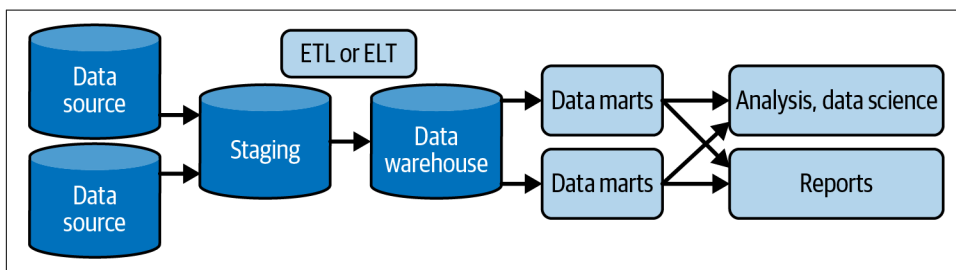 Data
source
Data
source
Staging
ETL or ELT
Data
warehouse
Data marts
Data marts
Analysis, data science
Reports